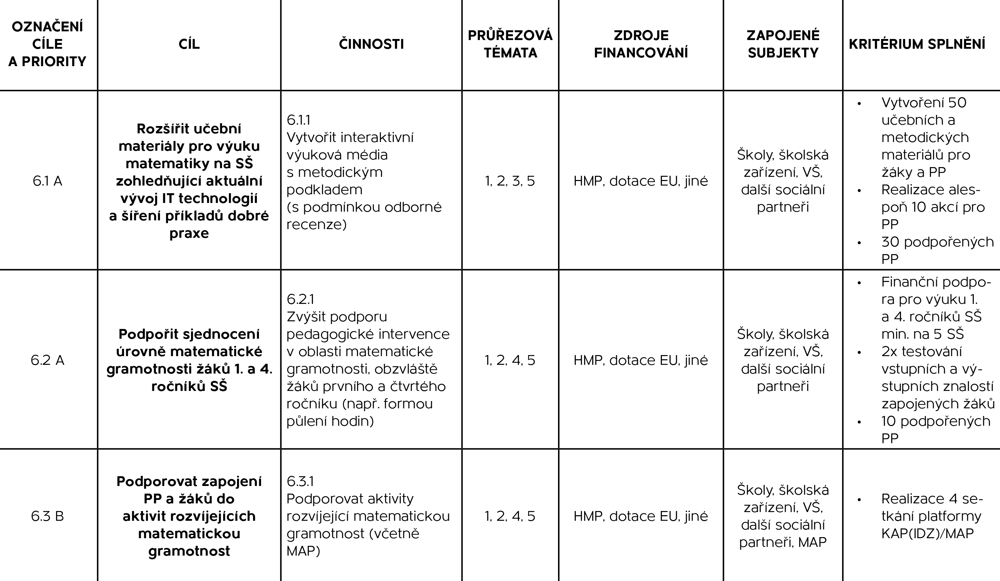 OZNAČENÍ
CÍLE
A PRIORITY
CÍL
ČINNOSTI
PRŮŘEZOVÁ
TÉMATA
ZDROJE
FINANCOVÁNÍ
ZAPOJENÉ
SUBJEKTY
KRITÉRIUM SPLNĚNÍ
6.1 A
Rozšířit učební
materiály pro výuku
matematiky na SŠ
zohledňující aktuální
vývoj IT technologií
a šíření příkladů dobré
praxe
6.1.1
Vytvořit interaktivní
výuková média
s metodickým
podkladem
(s podmínkou odborné
recenze)
1, 2, 3, 5
HMP, dotace EU, jiné
Školy, školská
zařízení, VŠ,
další sociální
partneři
• Vytvoření 50
učebních a
metodických
materiálů pro
žáky a PP
• Realizace ales-
poň 10 akcí pro
PP
• 30 podpořených
PP
6.2 A
Podpořit sjednocení
úrovně matematické
gramotnosti žáků 1. a 4.
ročníků SŠ
6.2.1
Zvýšit podporu
pedagogické intervence
v oblasti matematické
gramotnosti, obzvláště
žáků prvního a čtvrtého
ročníku (např. formou
půlení hodin)
1, 2, 4, 5
HMP, dotace EU, jiné
Školy, školská
zařízení, VŠ,
další sociální
partneři
• Finanční podpo-
ra pro výuku 1.
a 4. ročníků SŠ
min. na 5 SŠ
• 2x testování
vstupních a vý-
stupních znalostí
zapojených žáků
• 10 podpořených
PP
6.3 B
Podporovat zapojení
PP a žáků do
aktivit rozvíjejících
matematickou
gramotnost
6.3.1
Podporovat aktivity
rozvíjející matematickou
gramotnost (včetně
MAP)
1, 2, 4, 5
HMP, dotace EU, jiné
Školy, školská
zařízení, VŠ,
další sociální
partneři, MAP
• Realizace 4 se-
tkání platformy
KAP(IDZ)/MAP